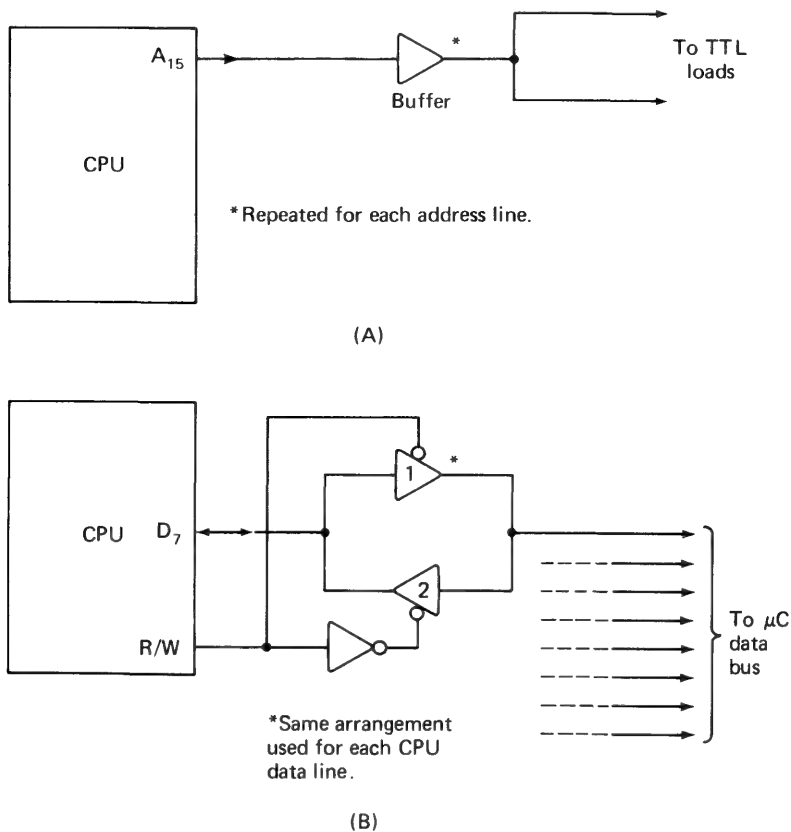 A15
*
To TTL
loads
Buffer
CPU
*Repeated for each address line.
(A)
1
*
CPU
D7
2
R/W
To μC
data
bus
*Same arrangement
used for each CPU
data line.
(B)